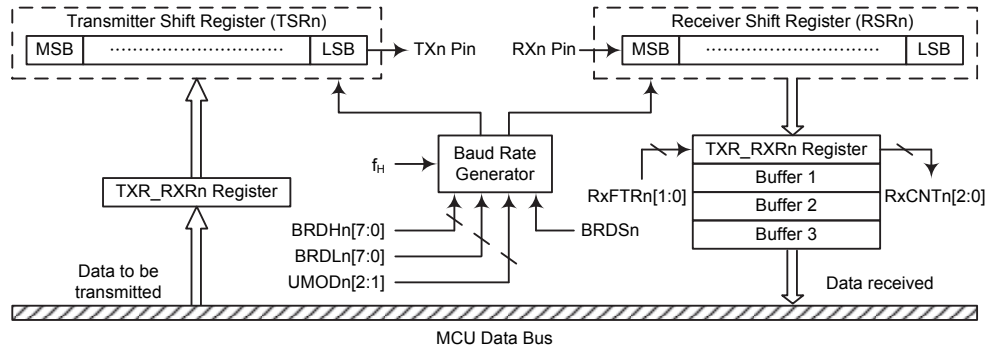 Transmitter Shift Register (TSRn)
MSB ........................................ LSB
TXn Pin
RXn Pin
Receiver Shift Register (RSRn)
MSB ........................................ LSB
fH
Baud Rate
Generator
TXR_RXRn Register
TXR_RXRn Register
Buffer 1
Buffer 2
Buffer 3
RxFTRn[1:0]
RxCNTn[2:0]
BRDHn[7:0]
BRDLn[7:0]
UMODn[2:1]
BRDSn
Data to be
transmitted
Data received
MCU Data Bus